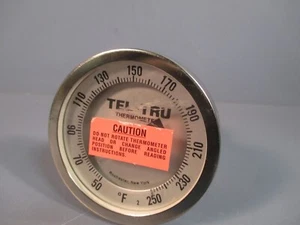 50
70
90
110
130
150
170
190
210
230
250
°F
TEL-TRU
THERMOMETER
CAUTION
DO NOT ROTATE THERMOMETER
HEAD OR CHANGE ANGLED
POSITION BEFORE READING
INSTRUCTIONS.